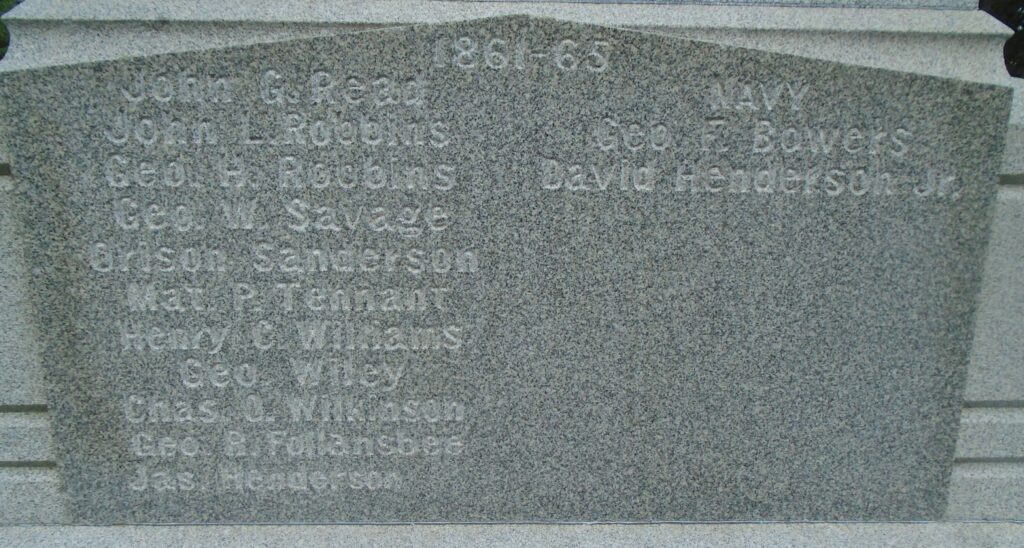 1861-65
John G. Read
John L. Robbins
Geo. H. Robbins
Geo. W. Savage
Orison Sanderson
Mat. P. Tennant
Henry C. Williams
Geo. Wiley
Chas. O. Wilkinson
Geo. B. Follansbee
Jas. Henderson
NAVY
Geo. F. Bowers
David Henderson Jr.